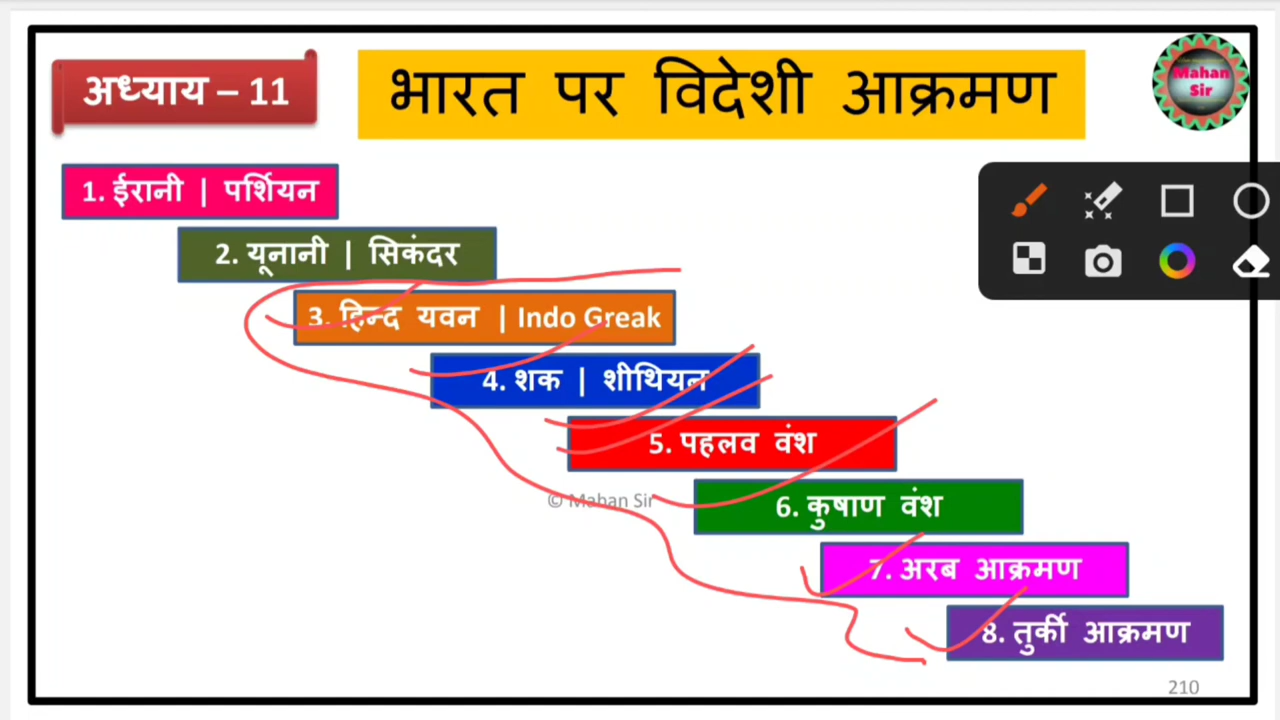 अध्याय – 11
भारत पर विदेशी आक्रमण
Mahan
Sir
1. ईरानी | पर्शियन
2. यूनानी | सिकंदर
3. हिन्द यवन | Indo Greak
4. शक | शीथियन
5. पहलव वंश
© Mahan Sir
6. कुषाण वंश
7. अरब आक्रमण
8. तुर्की आक्रमण
210